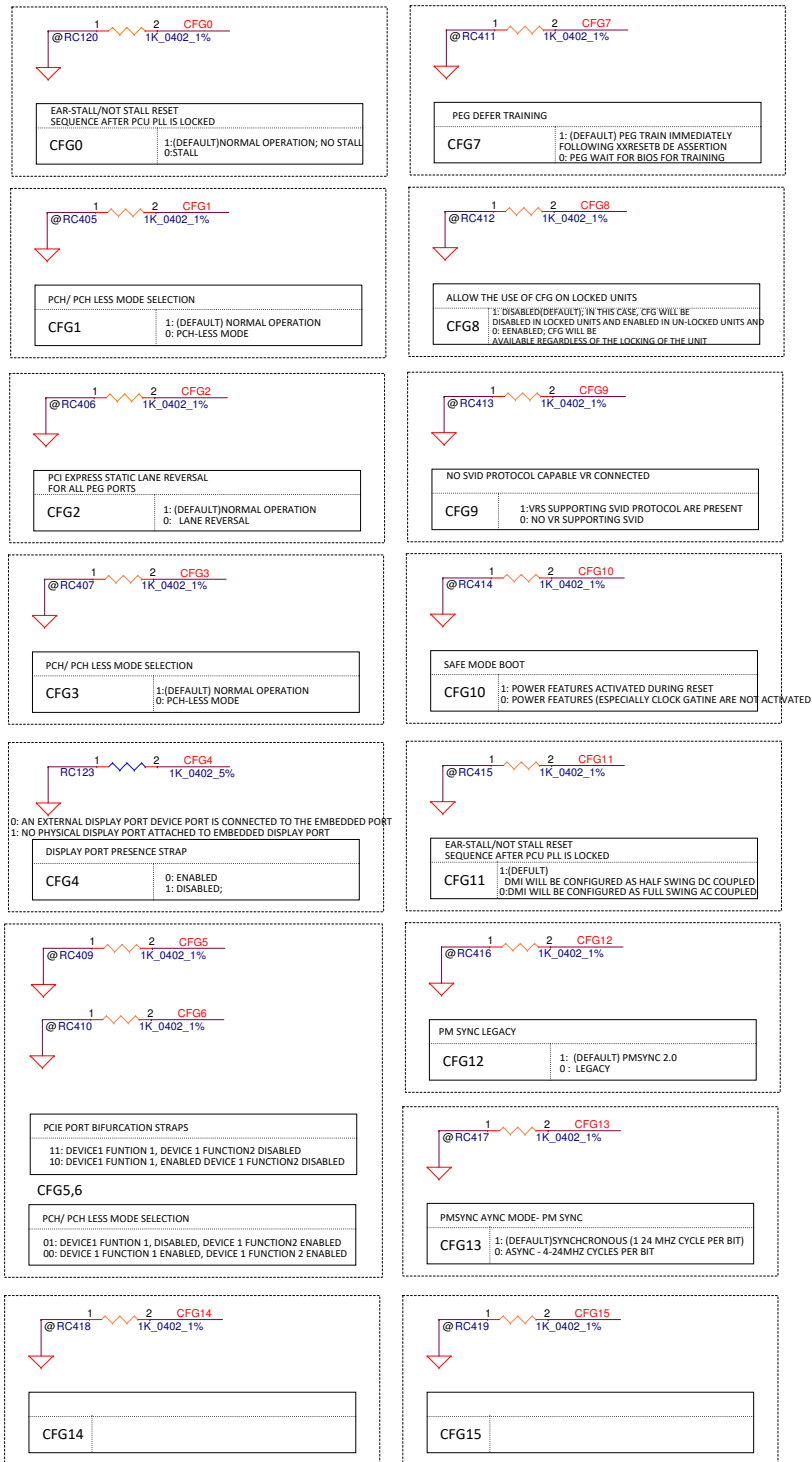 1 2 CFG0
@RC120 1K_0402_1%
EAR-STALL/NOT STALL RESET
SEQUENCE AFTER PCU PLL IS LOCKED
CFG0
1:(DEFAULT)NORMAL OPERATION; NO STALL
0:STALL
1 2 CFG1
@RC405 1K_0402_1%
PCH/ PCH LESS MODE SELECTION
CFG1
1: (DEFAULT) NORMAL OPERATION
0: PCH-LESS MODE
1 2 CFG2
@RC406 1K_0402_1%
PCI EXPRESS STATIC LANE REVERSAL
FOR ALL PEG PORTS
CFG2
1: (DEFAULT)NORMAL OPERATION
0: LANE REVERSAL
1 2 CFG3
@RC407 1K_0402_1%
PCH/ PCH LESS MODE SELECTION
CFG3
1:(DEFAULT) NORMAL OPERATION
0: PCH-LESS MODE
1 2 CFG4
RC123 1K_0402_5%
0: AN EXTERNAL DISPLAY PORT DEVICE PORT IS CONNECTED TO THE EMBEDDED PORT
1: NO PHYSICAL DISPLAY PORT ATTACHED TO EMBEDDED DISPLAY PORT
DISPLAY PORT PRESENCE STRAP
CFG4
0: ENABLED
1: DISABLED;
1 2 CFG5
@RC409 1K_0402_1%
1 2 CFG6
@RC410 1K_0402_1%
PCIE PORT BIFURCATION STRAPS
11: DEVICE1 FUNTION 1, DEVICE 1 FUNCTION2 DISABLED
10: DEVICE1 FUNTION 1, ENABLED DEVICE 1 FUNCTION2 DISABLED
CFG5,6
PCH/ PCH LESS MODE SELECTION
01: DEVICE1 FUNTION 1, DISABLED, DEVICE 1 FUNCTION2 ENABLED
00: DEVICE 1 FUNCTION 1 ENABLED, DEVICE 1 FUNCTION 2 ENABLED
1 2 CFG14
@RC418 1K_0402_1%
CFG14
1 2 CFG7
@RC411 1K_0402_1%
PEG DEFER TRAINING
CFG7
1: (DEFAULT) PEG TRAIN IMMEDIATELY
FOLLOWING XXRESETB DE ASSERTION
0: PEG WAIT FOR BIOS FOR TRAINING
1 2 CFG8
@RC412 1K_0402_1%
ALLOW THE USE OF CFG ON LOCKED UNITS
CFG8
1: DISABLED(DEFAULT); IN THIS CASE, CFG WILL BE
DISABLED IN LOCKED UNITS AND ENABLED IN UN-LOCKED UNITS AND
0: EENABLED; CFG WILL BE
AVAILABLE REGARDLESS OF THE LOCKING OF THE UNIT
1 2 CFG9
@RC413 1K_0402_1%
NO SVID PROTOCOL CAPABLE VR CONNECTED
CFG9
1:VRS SUPPORTING SVID PROTOCOL ARE PRESENT
0: NO VR SUPPORTING SVID
1 2 CFG10
@RC414 1K_0402_1%
SAFE MODE BOOT
CFG10
1: POWER FEATURES ACTIVATED DURING RESET
0: POWER FEATURES (ESPECIALLY CLOCK GATINE ARE NOT ACTIVATED
1 2 CFG11
@RC415 1K_0402_1%
EAR-STALL/NOT STALL RESET
SEQUENCE AFTER PCU PLL IS LOCKED
CFG11
1:(DEFULT)
DMI WILL BE CONFIGURED AS HALF SWING DC COUPLED
0:DMI WILL BE CONFIGURED AS FULL SWING AC COUPLED
1 2 CFG12
@RC416 1K_0402_1%
PM SYNC LEGACY
CFG12
1: (DEFAULT) PMSYNC 2.0
0 : LEGACY
1 2 CFG13
@RC417 1K_0402_1%
PMSYNC AYNC MODE- PM SYNC
CFG13
1: (DEFAULT)SYNCHCRONOUS (1 24 MHZ CYCLE PER BIT)
0: ASYNC - 4-24MHZ CYCLES PER BIT
1 2 CFG15
@RC419 1K_0402_1%
CFG15